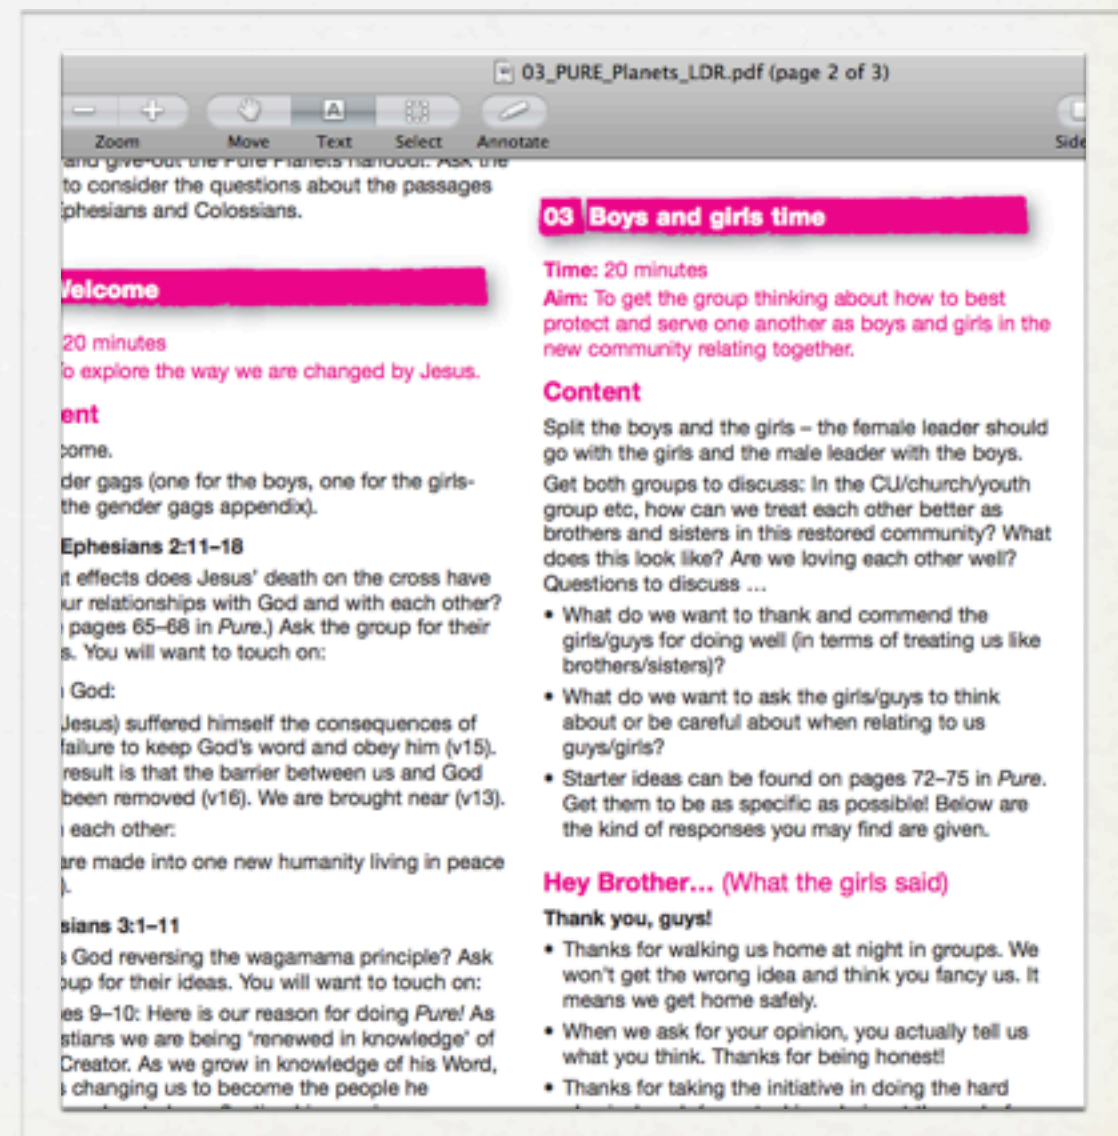 03_PURE_Planets_LDR.pdf (page 2 of 3)
Zoom
Move
Text
Select
Annotate
Side
and give-out the Pure Planets handout. Ask the
to consider the questions about the passages
phesians and Colossians.
Welcome
20 minutes
o explore the way we are changed by Jesus.
ent
come.
der gags (one for the boys, one for the girls-
the gender gags appendix).
Ephesians 2:11–18
t effects does Jesus' death on the cross have
ur relationships with God and with each other?
pages 65–68 in Pure.) Ask the group for their
s. You will want to touch on:
God:
Jesus) suffered himself the consequences of
failure to keep God's word and obey him (v15).
result is that the barrier between us and God
been removed (v16). We are brought near (v13).
each other:
are made into one new humanity living in peace
).
sians 3:1–11
s God reversing the wagamama principle? Ask
oup for their ideas. You will want to touch on:
es 9–10: Here is our reason for doing Pure! As
stians we are being 'renewed in knowledge' of
Creator. As we grow in knowledge of his Word,
s changing us to become the people he
03 Boys and girls time
Time: 20 minutes
Aim: To get the group thinking about how to best
protect and serve one another as boys and girls in the
new community relating together.
Content
Split the boys and the girls – the female leader should
go with the girls and the male leader with the boys.
Get both groups to discuss: In the CU/church/youth
group etc, how can we treat each other better as
brothers and sisters in this restored community? What
does this look like? Are we loving each other well?
Questions to discuss …
• What do we want to thank and commend the
girls/guys for doing well (in terms of treating us like
brothers/sisters)?
• What do we want to ask the girls/guys to think
about or be careful about when relating to us
guys/girls?
• Starter ideas can be found on pages 72–75 in Pure.
Get them to be as specific as possible! Below are
the kind of responses you may find are given.
Hey Brother… (What the girls said)
Thank you, guys!
• Thanks for walking us home at night in groups. We
won't get the wrong idea and think you fancy us. It
means we get home safely.
• When we ask for your opinion, you actually tell us
what you think. Thanks for being honest!
• Thanks for taking the initiative in doing the hard